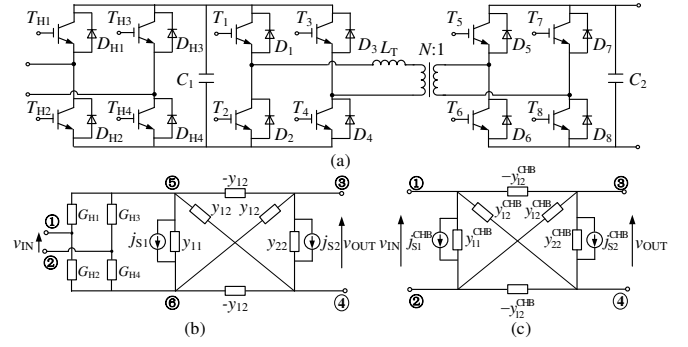 T_H1 D_H1 T_H3 D_H3 C_1 T_1 D_1 T_3 D_3 L_T N:1 T_5 D_5 T_7 D_7 C_2
T_H2 D_H2 T_H4 D_H4 T_2 D_2 T_4 D_4 T_6 D_6 T_8 D_8
(a)
⑤ -y_12 ③
① G_H1 G_H3 y_12 y_12
v_IN j_S1 y_11 y_22 j_S2 v_OUT
② G_H2 G_H4
⑥ -y_12 ④
(b)
① -y_12^CHB ③
y_12^CHB y_12^CHB
v_IN j_S1^CHB y_11^CHB y_22^CHB j_S2^CHB v_OUT
② -y_12^CHB ④
(c)